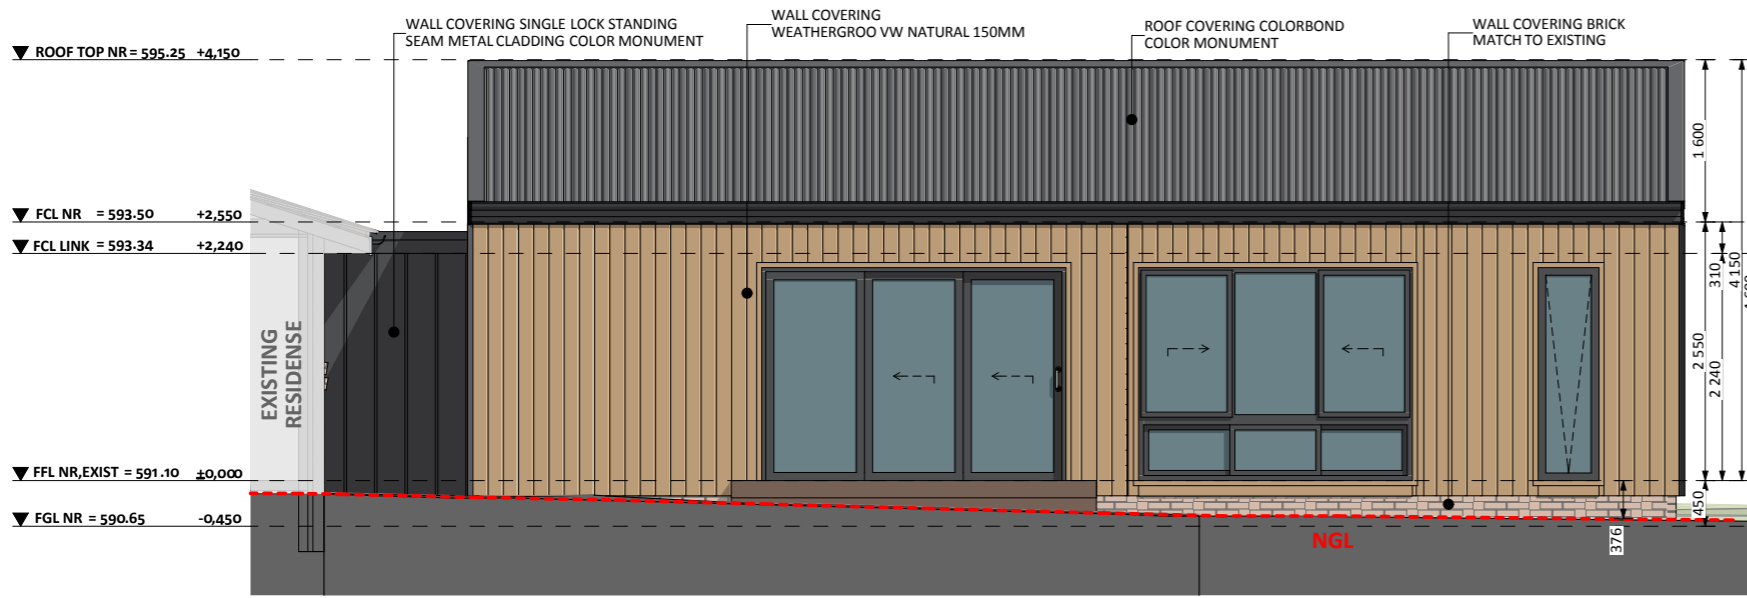 WALL COVERING SINGLE LOCK STANDING
SEAM METAL CLADDING COLOR MONUMENT
WALL COVERING
WEATHERGROO VW NATURAL 150MM
ROOF COVERING COLORBOND
COLOR MONUMENT
WALL COVERING BRICK
MATCH TO EXISTING
ROOF TOP NR = 595.25 +4,150
FCL NR = 593.50 +2,550
FCL LINK = 593.34 +2,240
FFL NR,EXIST = 591.10 ±0,000
FGL NR = 590.65 -0,450
EXISTING
RESIDENSE
NGL
1 600
2 550
310
2 240
4 150
450
376